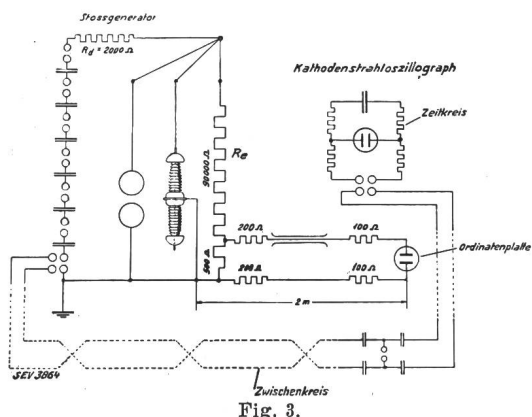 Stossgenerator
Rd = 2000 Ω
Kathodenstrahloszillograph
Zeitkreis
90000 Ω
Re
200 Ω
100 Ω
Ordinatenplatte
500 Ω
200 Ω
100 Ω
2 m
SEV 3864
Zwischenkreis
Fig. 3.